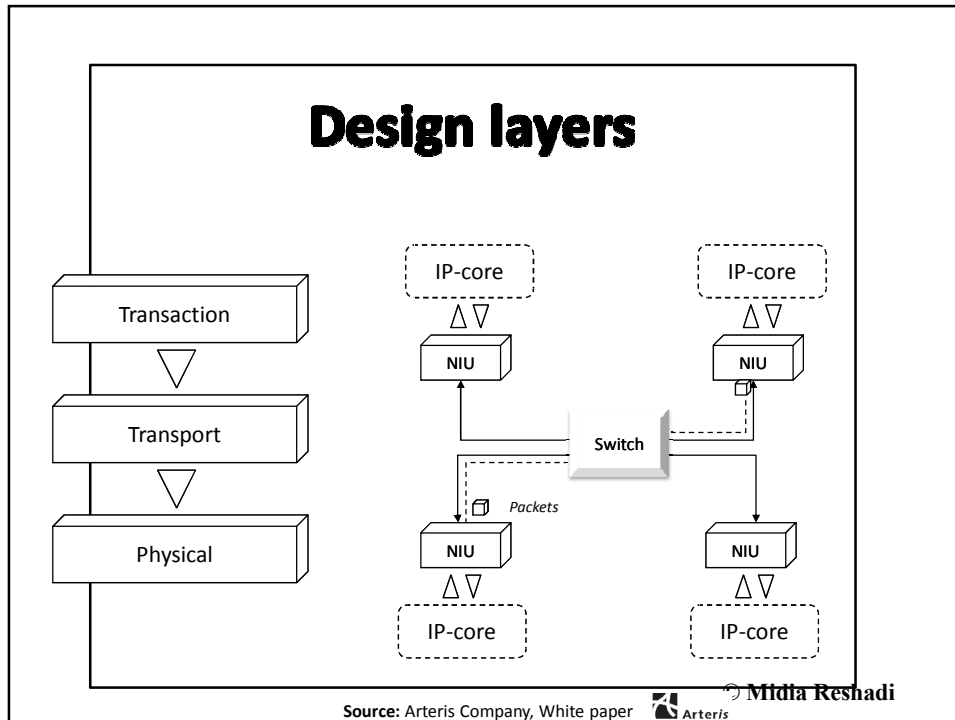 Design layers
Transaction
Transport
Physical
IP-core
IP-core
NIU
NIU
Switch
Packets
NIU
NIU
IP-core
IP-core
Source: Arteris Company, White paper
Arteris
Midia Reshadi